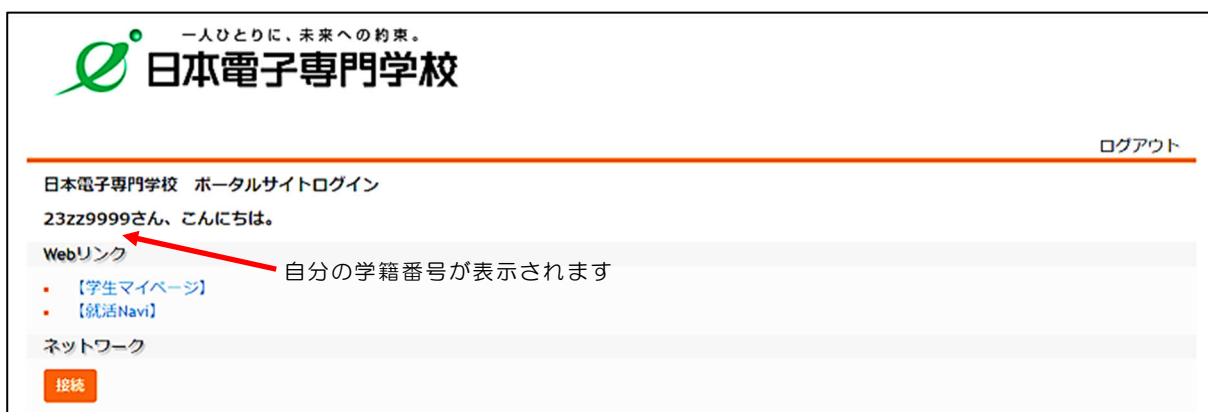 一人ひとりに、未来への約束。
日本電子専門学校
ログアウト
日本電子専門学校 ポータルサイトログイン
23zz9999さん、こんにちは。
Webリンク
自分の学籍番号が表示されます
【学生マイページ】
【就活Navi】
ネットワーク
接続